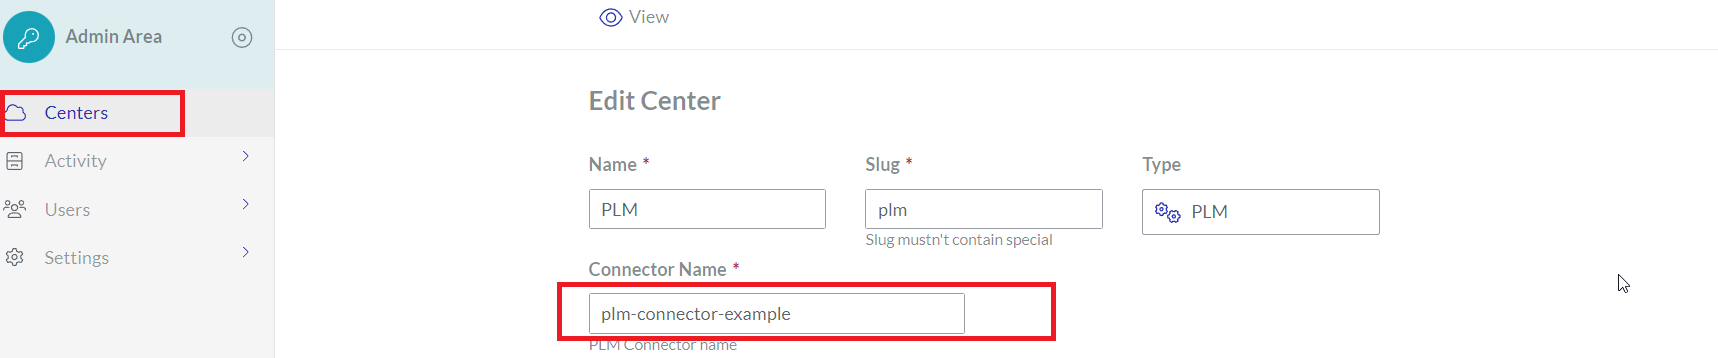 Admin Area
Centers
Activity
Users
Settings
View
Edit Center
Name *
Slug *
Type
PLM
plm
PLM
Slug mustn't contain special
Connector Name *
plm-connector-example
PLM Connector name